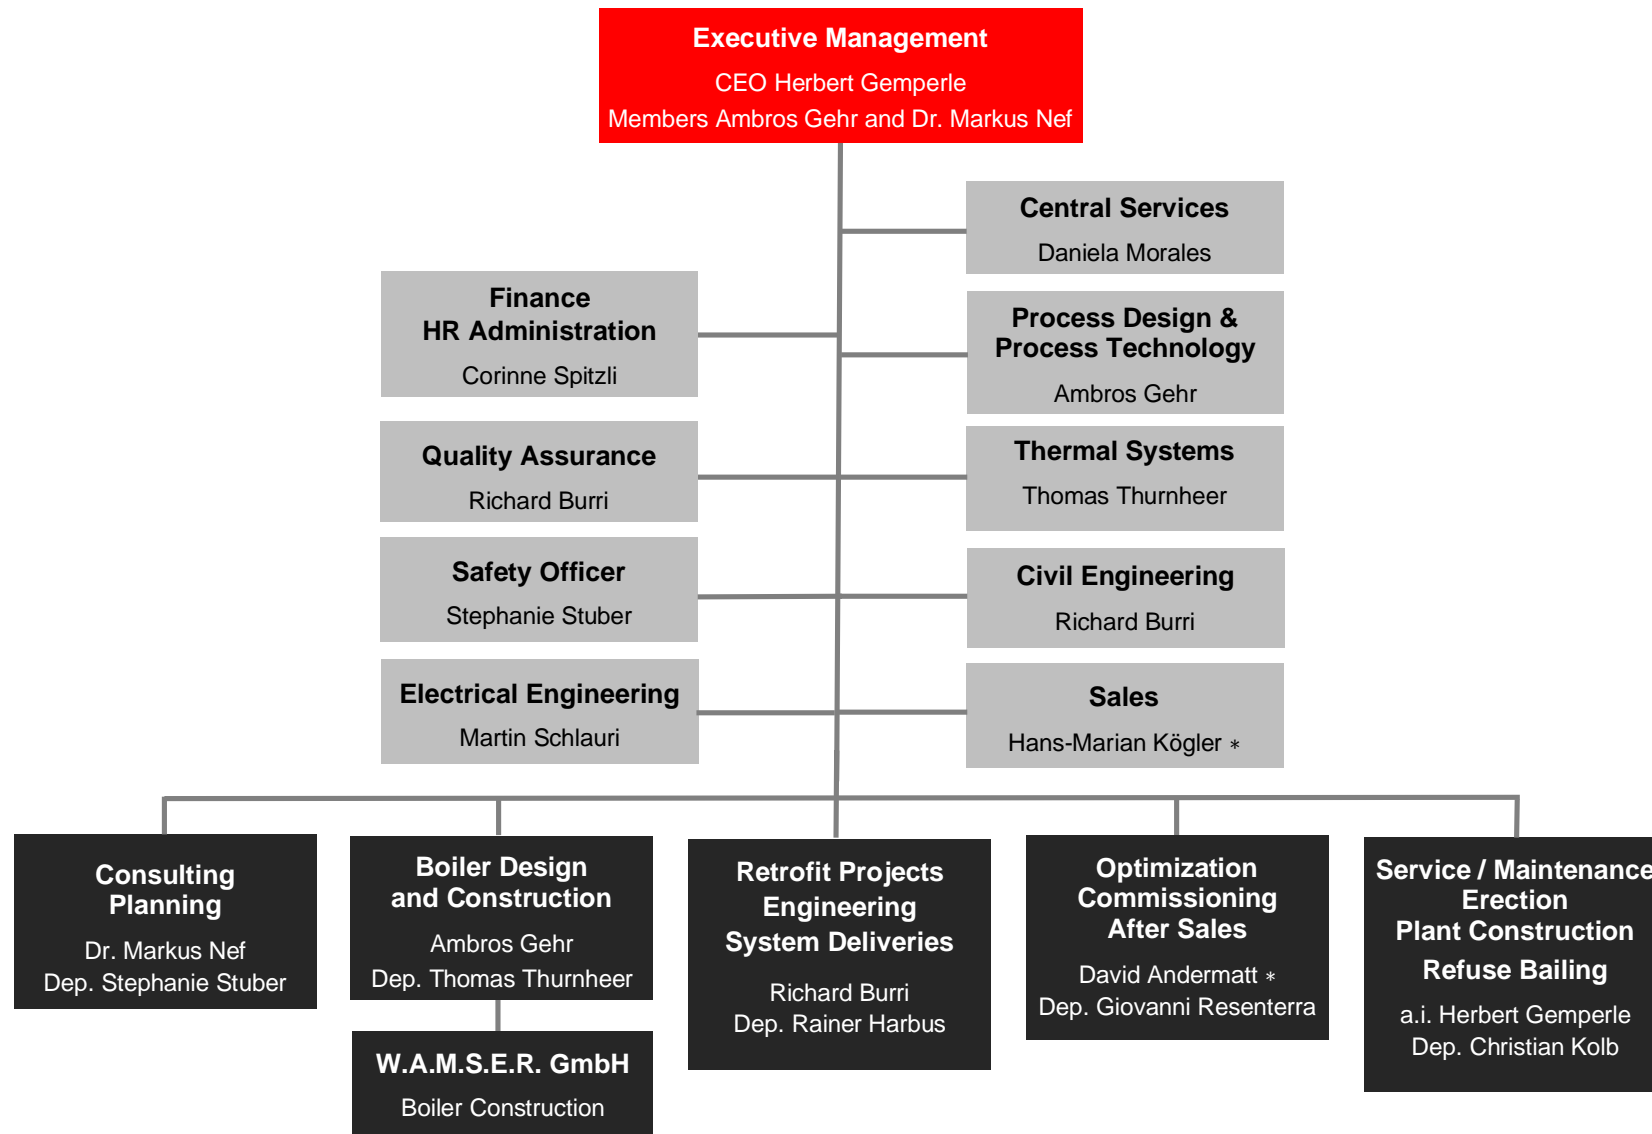 Executive Management
CEO Herbert Gemperle
Members Ambros Gehr and Dr. Markus Nef
Central Services
Daniela Morales
Finance
HR Administration
Corinne Spitzli
Process Design &
Process Technology
Ambros Gehr
Quality Assurance
Richard Burri
Thermal Systems
Thomas Thurnheer
Safety Officer
Stephanie Stuber
Civil Engineering
Richard Burri
Electrical Engineering
Martin Schlauri
Sales
Hans-Marian Kögler *
Consulting
Planning
Dr. Markus Nef
Dep. Stephanie Stuber
Boiler Design
and Construction
Ambros Gehr
Dep. Thomas Thurnheer
W.A.M.S.E.R. GmbH
Boiler Construction
Retrofit Projects
Engineering
System Deliveries
Richard Burri
Dep. Rainer Harbus
Optimization
Commissioning
After Sales
David Andermatt *
Dep. Giovanni Resenterra
Service / Maintenance
Erection
Plant Construction
Refuse Bailing
a.i. Herbert Gemperle
Dep. Christian Kolb